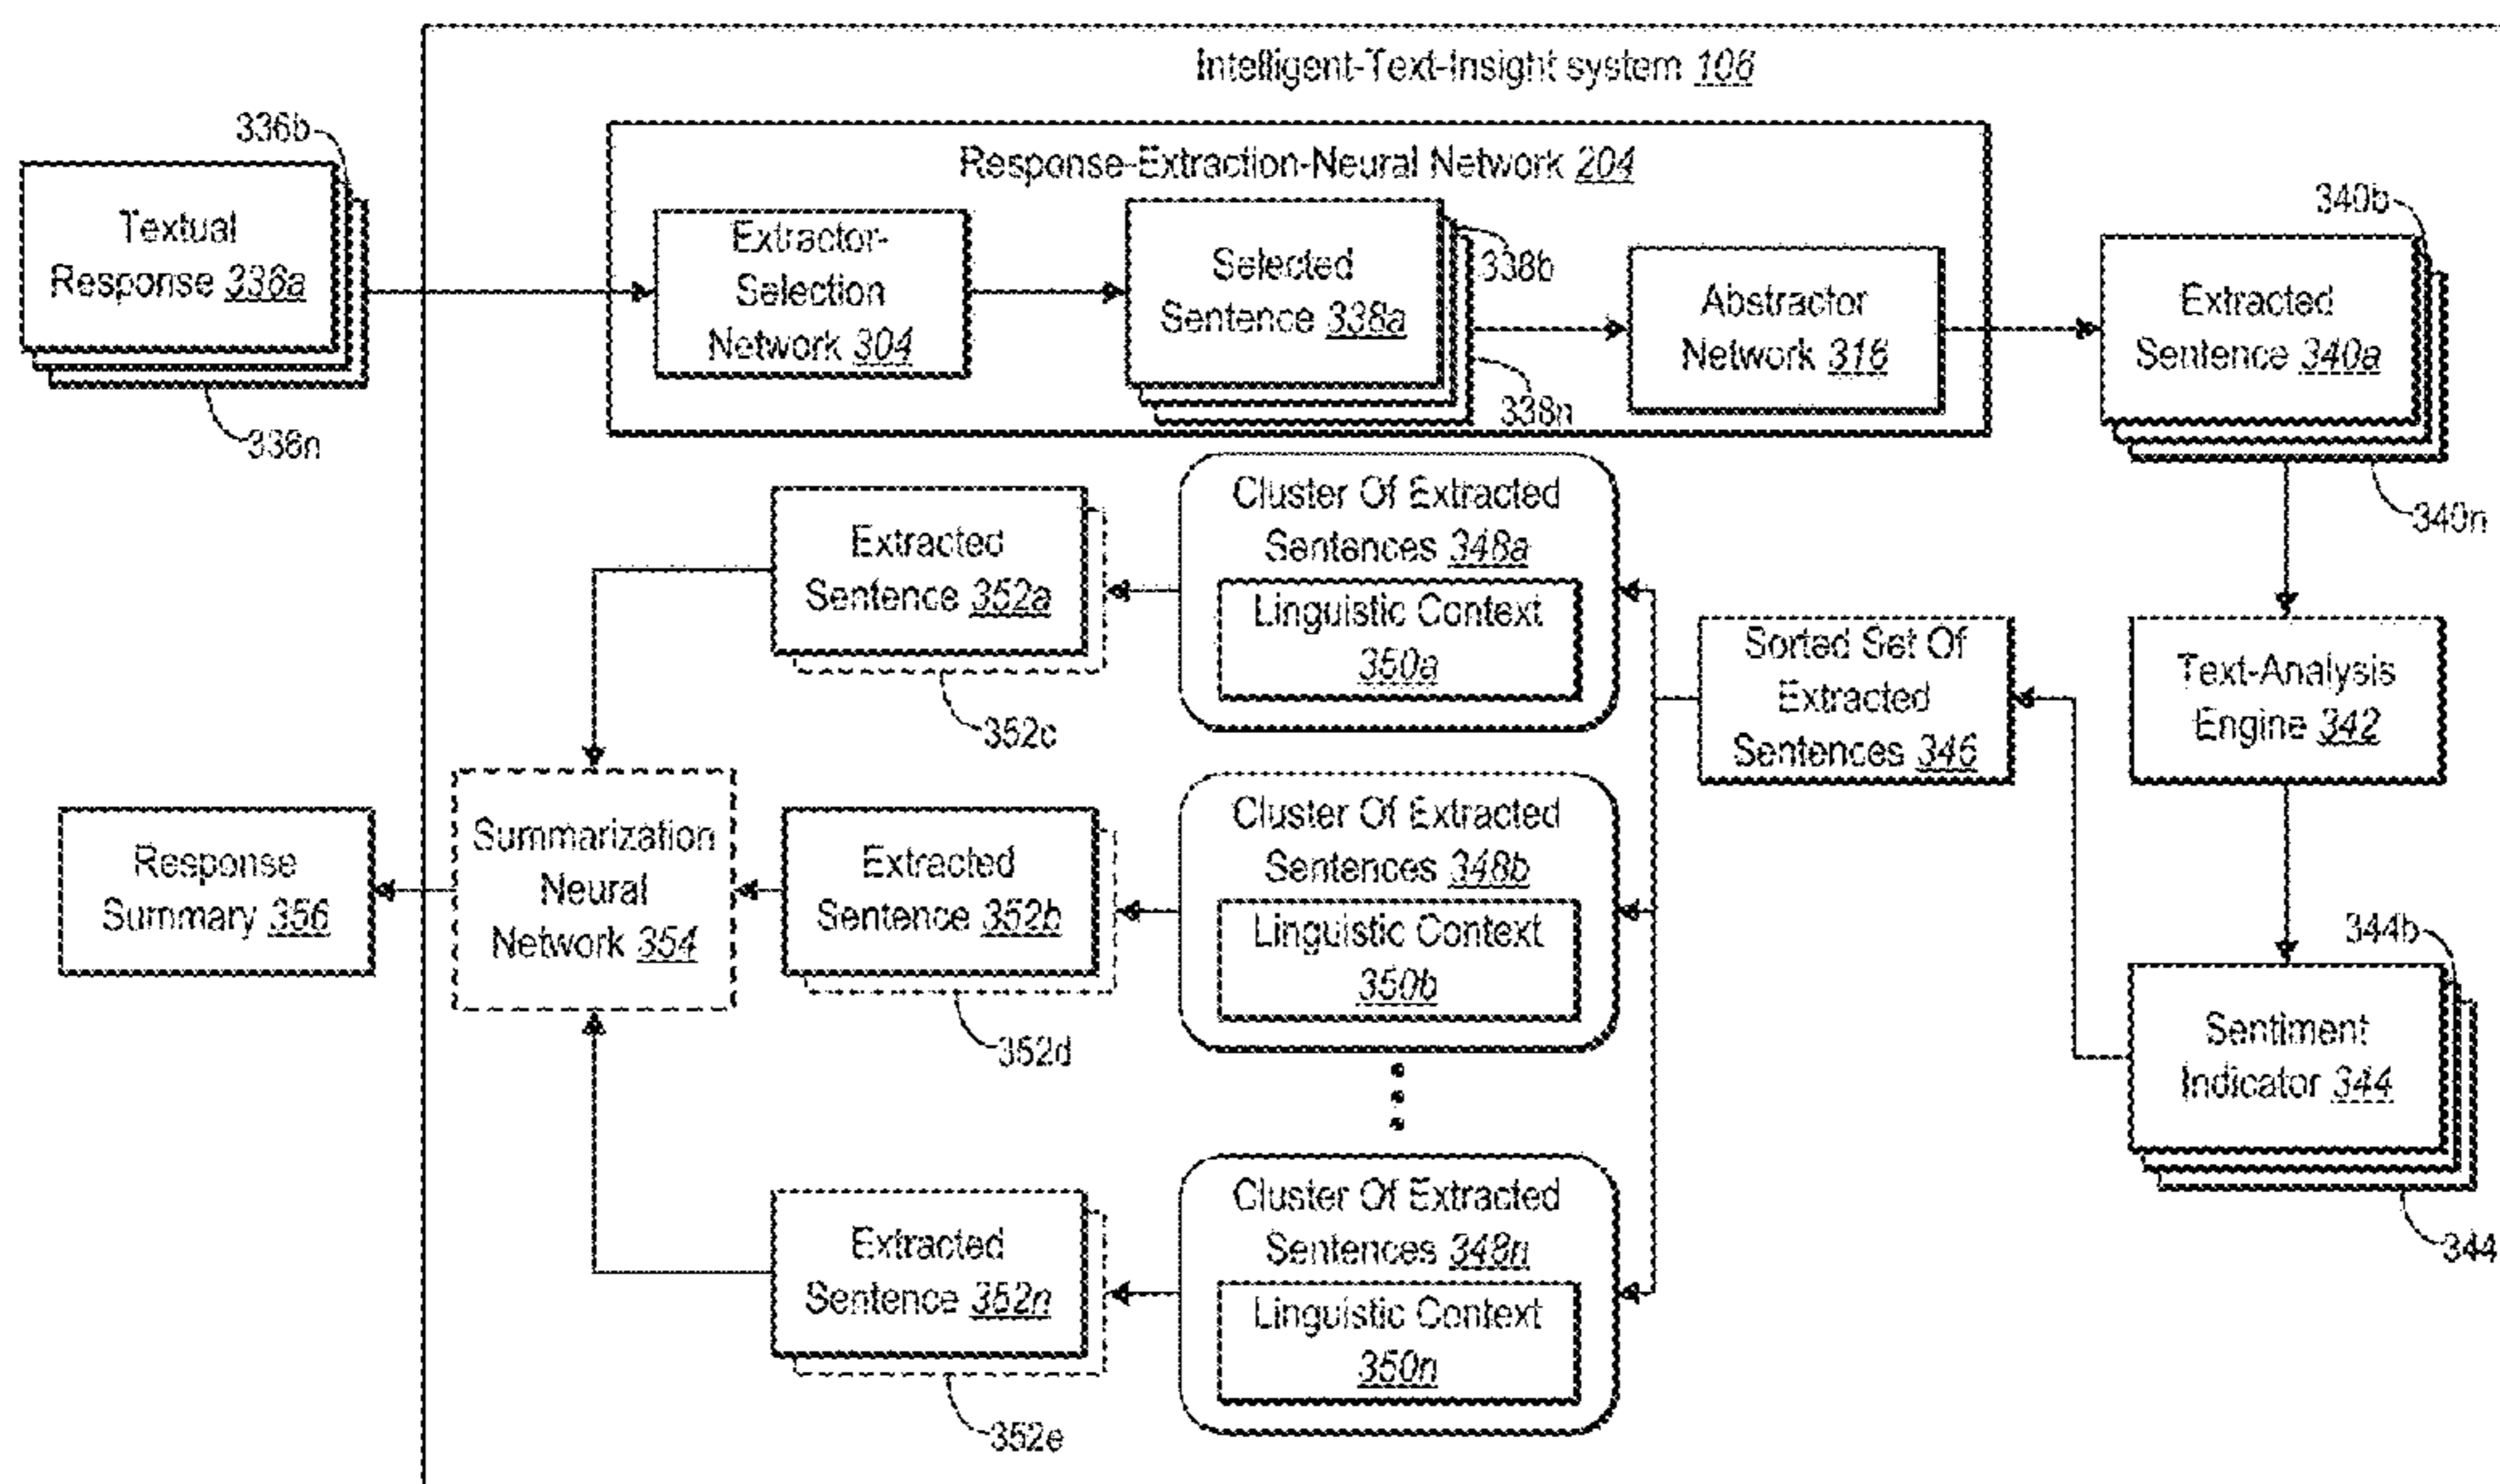 Intelligent-Text-Insight system 106
336b
Response-Extraction-Neural Network 204
Textual
Response 336a
336n
Extractor-
Selection
Network 304
Selected
Sentence 338a
338b
338n
Abstractor
Network 316
340b
Extracted
Sentence 340a
340n
Extracted
Sentence 352a
352c
Cluster Of Extracted
Sentences 348a
Linguistic Context
350a
Sorted Set Of
Extracted
Sentences 346
Text-Analysis
Engine 342
Response
Summary 356
Summarization
Neural
Network 354
Extracted
Sentence 352b
352d
Cluster Of Extracted
Sentences 348b
Linguistic Context
350b
344b
Sentiment
Indicator 344
344
Extracted
Sentence 352n
352e
Cluster Of Extracted
Sentences 348n
Linguistic Context
350n